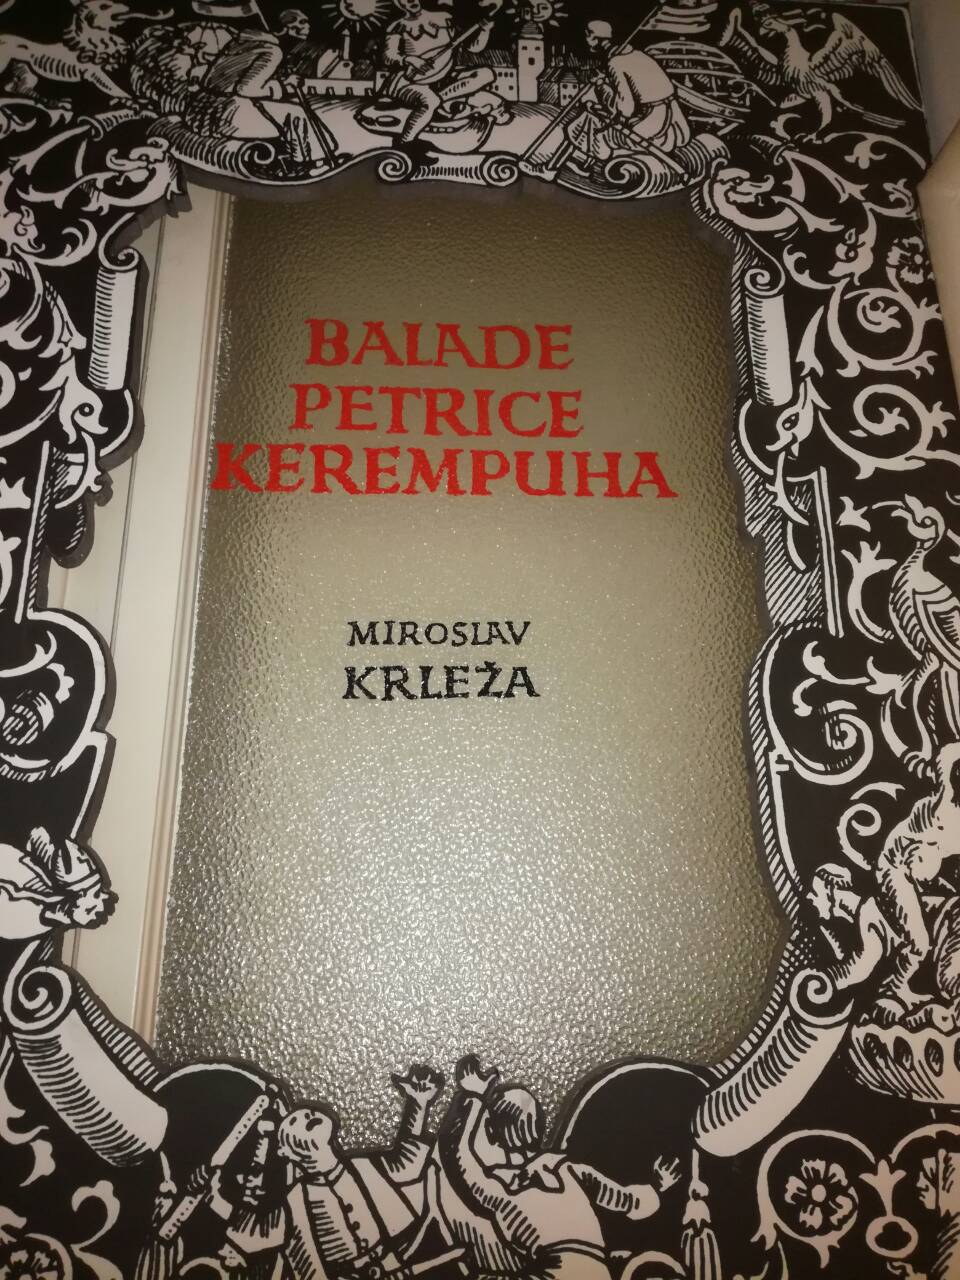 BALADE
PETRICE
KEREMPUHA
MIROSLAV
KRLEŽA